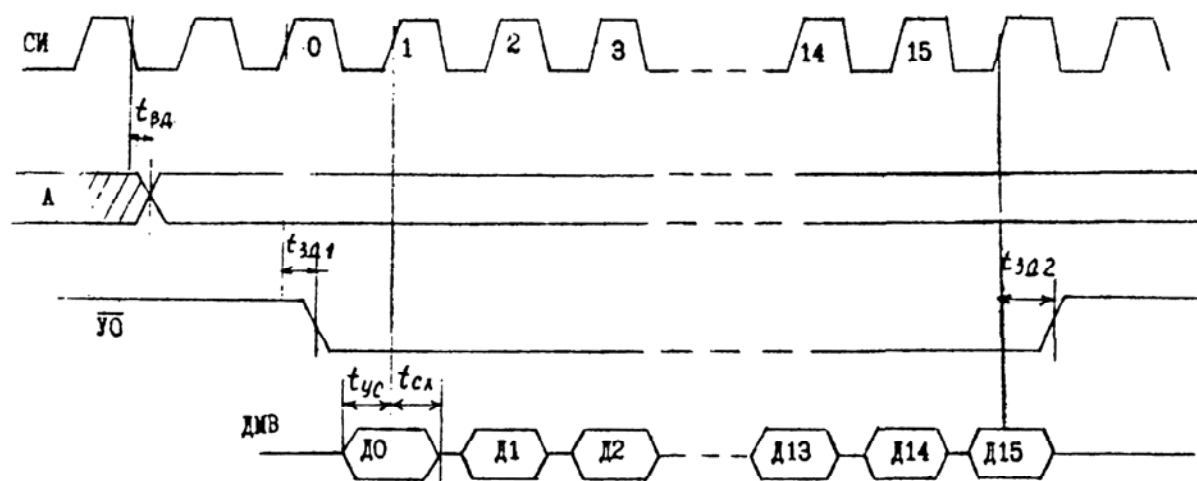 СИ 0 1 2 3 14 15
tвд
А
tзд1 tзд2
УО
tус tсх
ДМВ Д0 Д1 Д2 Д13 Д14 Д15